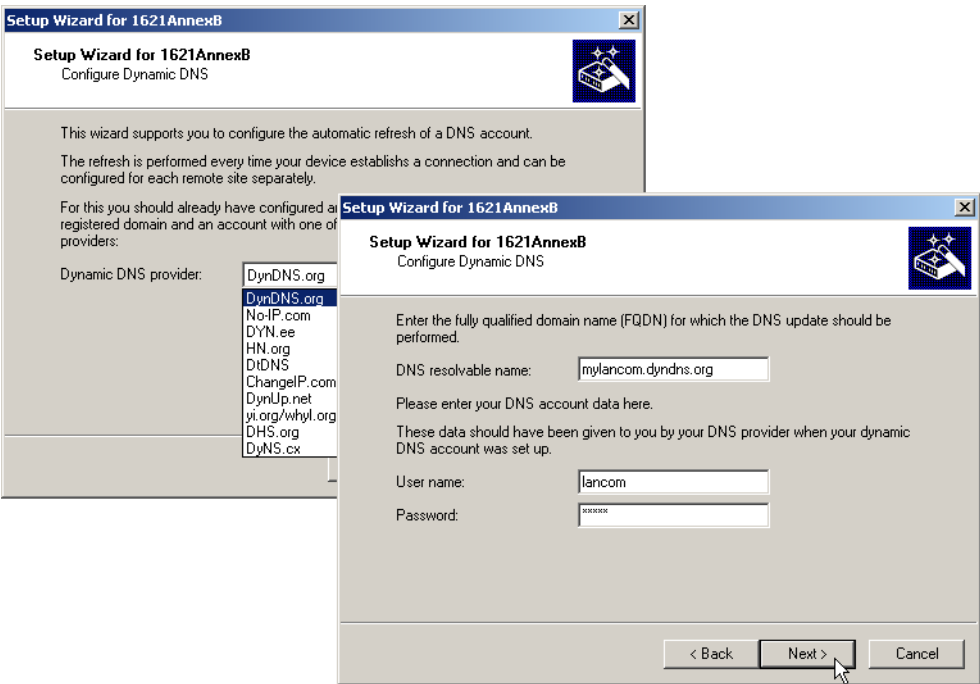 Setup Wizard for 1621AnnexB
Setup Wizard for 1621AnnexB
Configure Dynamic DNS
This wizard supports you to configure the automatic refresh of a DNS account.
The refresh is performed every time your device establishs a connection and can be
configured for each remote site separately.
For this you should already have configured
registered domain and an account with one of
providers:
Dynamic DNS provider:
DynDNS.org
DynDNS.org
No-IP.com
DYN.ee
HN.org
DtDNS
ChangeIP.com
DynUp.net
yi.org/whyI.org
DHS.org
DyNS.cx
Setup Wizard for 1621AnnexB
Setup Wizard for 1621AnnexB
Configure Dynamic DNS
Enter the fully qualified domain name (FQDN) for which the DNS update should be
performed.
DNS resolvable name:
mylancom.dyndns.org
Please enter your DNS account data here.
These data should have been given to you by your DNS provider when your dynamic
DNS account was set up.
User name:
lancom
Password:
*****
< Back
Next >
Cancel